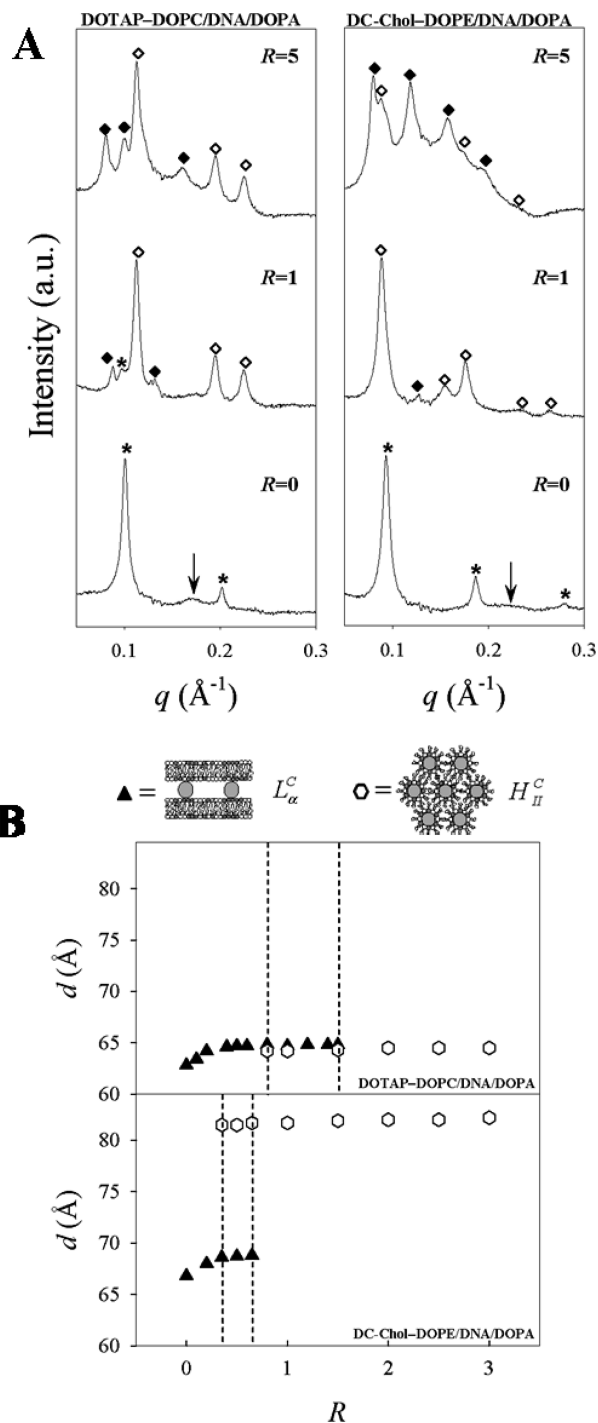 A
DOTAP–DOPC/DNA/DOPA
DC-Chol–DOPE/DNA/DOPA
R=5
R=5
R=1
R=1
R=0
R=0
Intensity (a.u.)
0.1 0.2 0.3
0.1 0.2 0.3
q (Å-1)
q (Å-1)
= LαC
= HIIC
B
80
75
70
65
60
d (Å)
DOTAP–DOPC/DNA/DOPA
80
75
70
65
60
d (Å)
DC-Chol–DOPE/DNA/DOPA
0 1 2 3
R